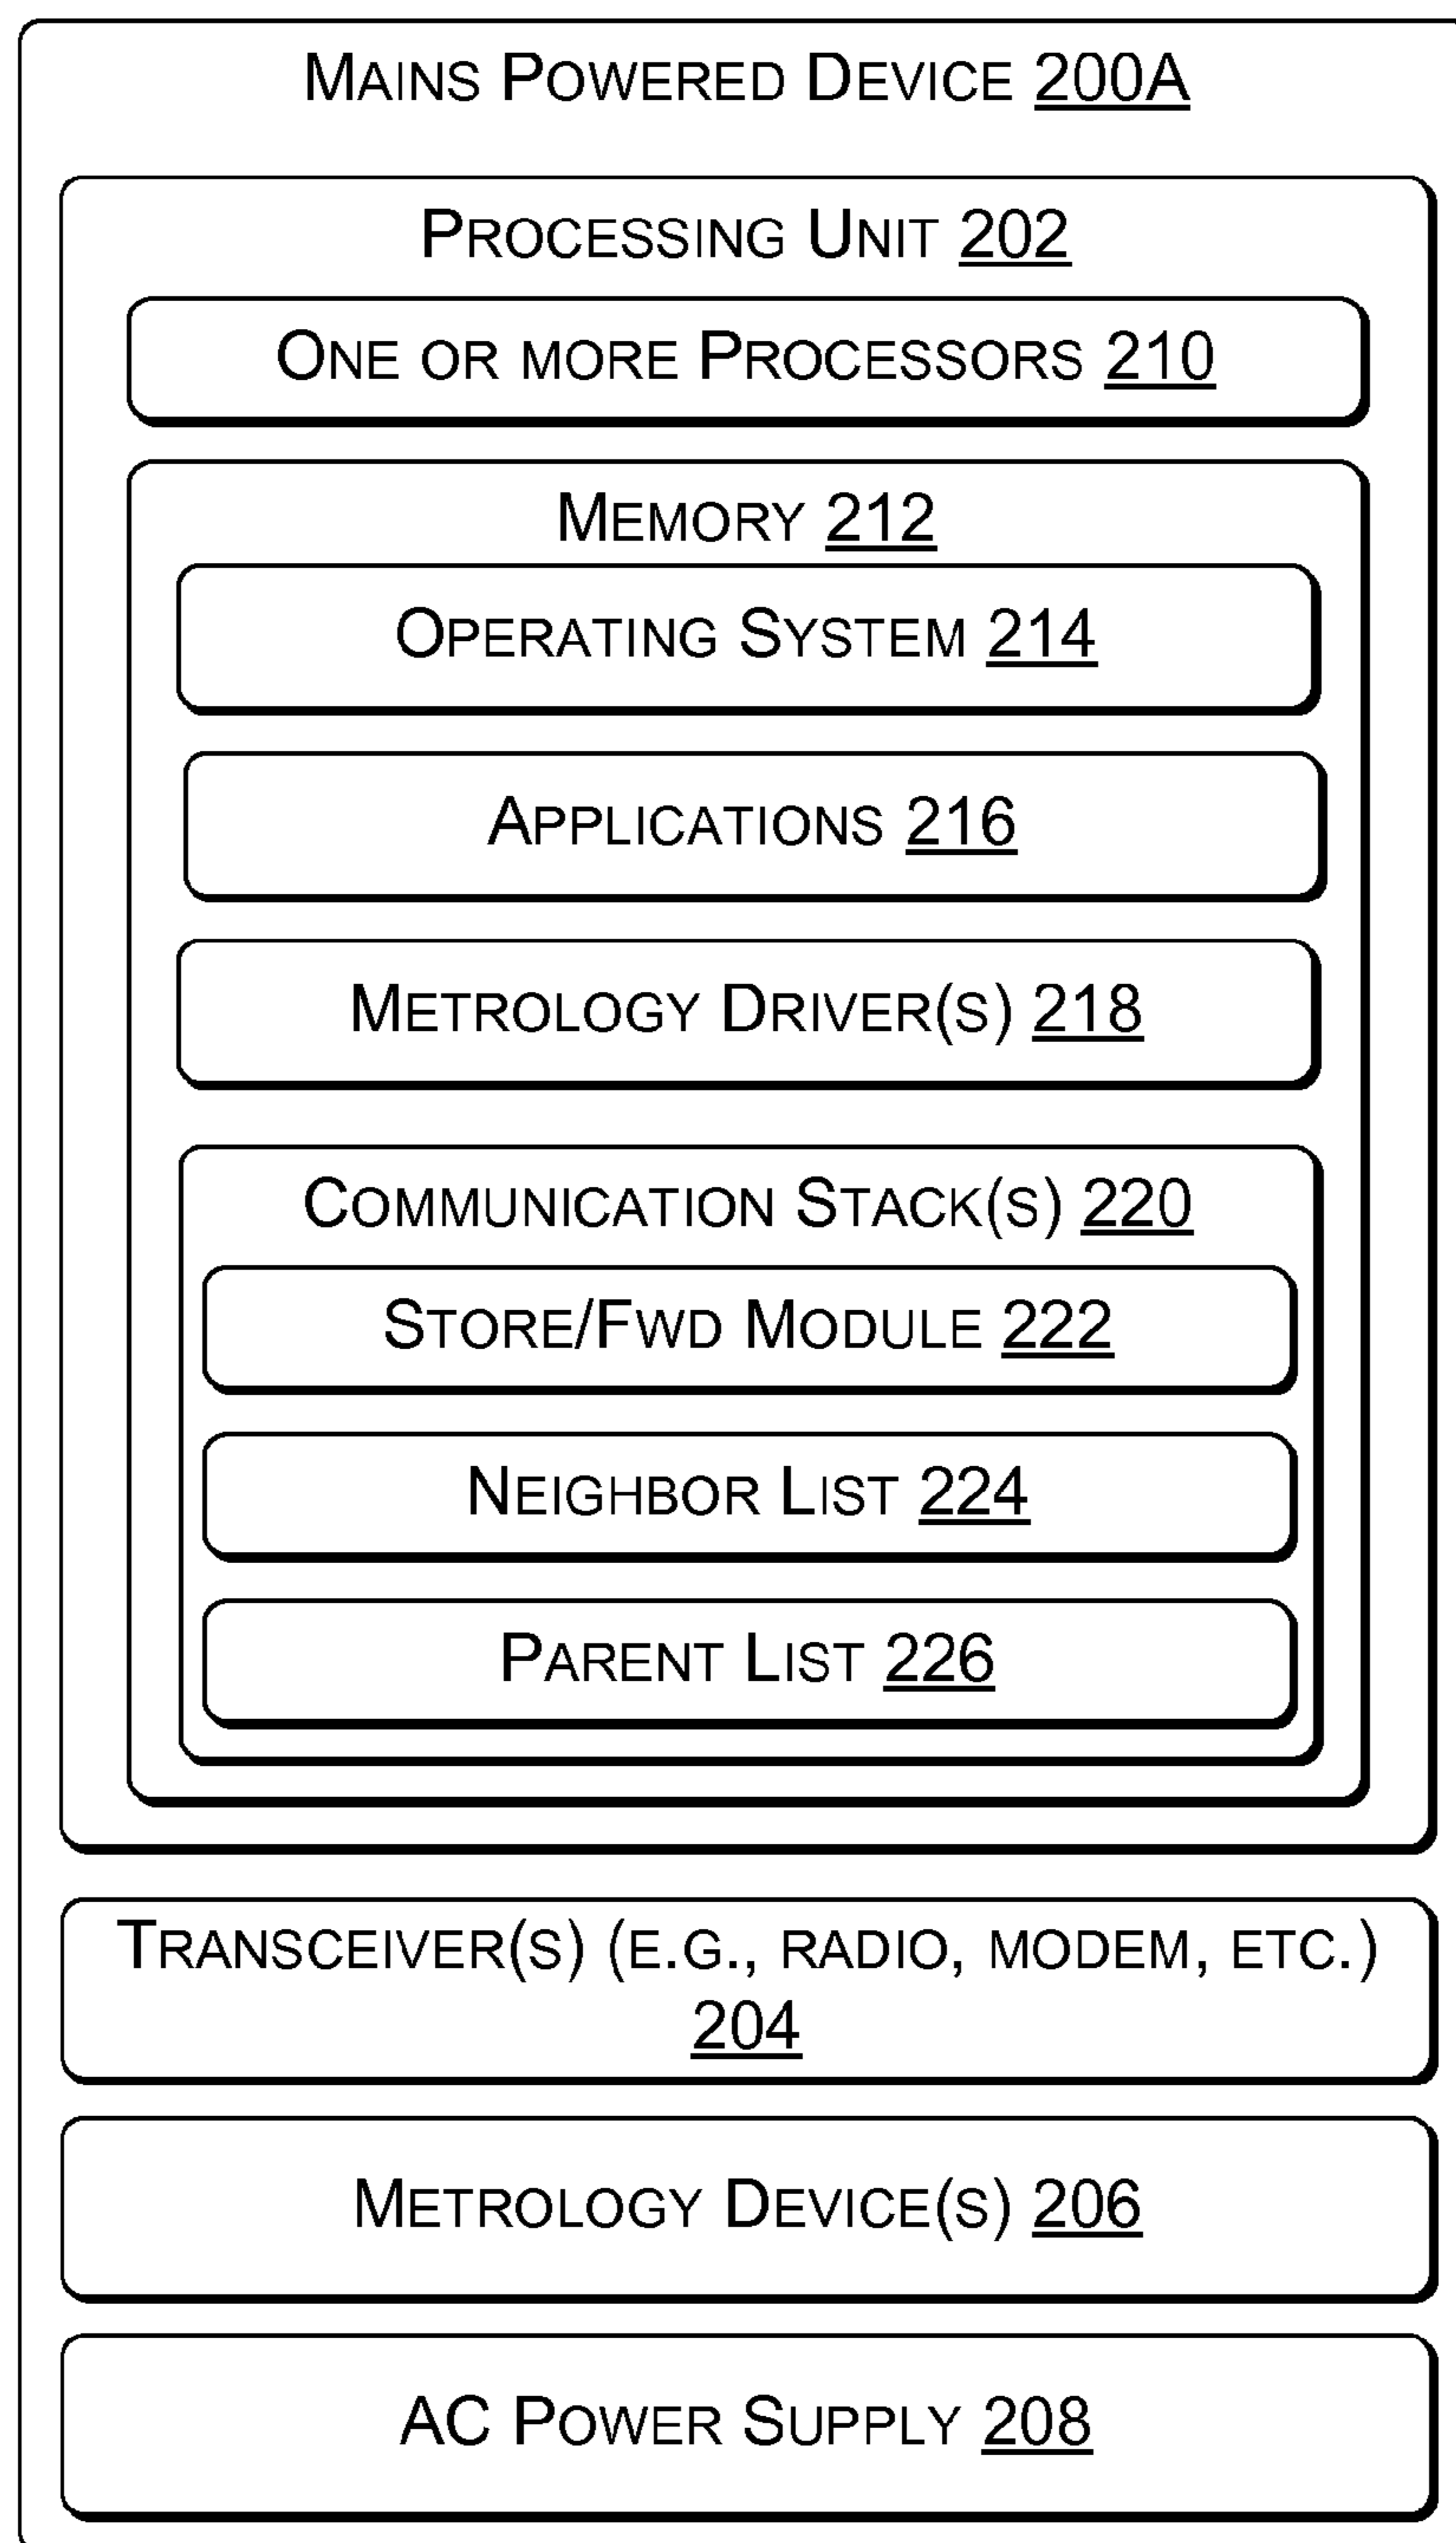 MAINS POWERED DEVICE 200A
PROCESSING UNIT 202
ONE OR MORE PROCESSORS 210
MEMORY 212
OPERATING SYSTEM 214
APPLICATIONS 216
METROLOGY DRIVER(S) 218
COMMUNICATION STACK(S) 220
STORE/FWD MODULE 222
NEIGHBOR LIST 224
PARENT LIST 226
TRANSCEIVER(S) (E.G., RADIO, MODEM, ETC.)
204
METROLOGY DEVICE(S) 206
AC POWER SUPPLY 208